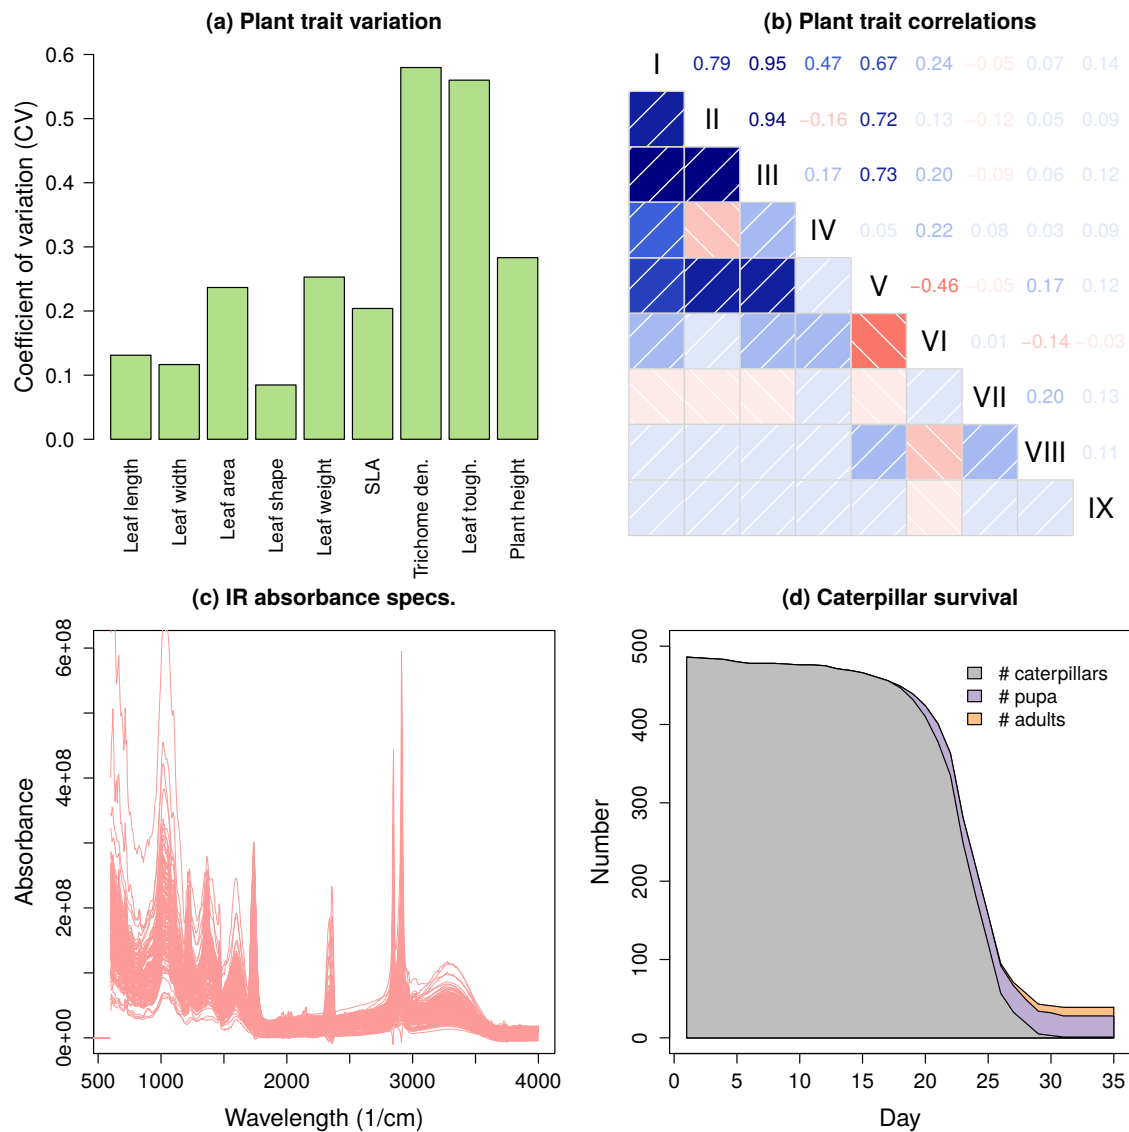 (a) Plant trait variation
Coefficient of variation (CV)
0.6
0.5
0.4
0.3
0.2
0.1
0.0
Leaf length
Leaf width
Leaf area
Leaf shape
Leaf weight
SLA
Trichome den.
Leaf tough.
Plant height
(b) Plant trait correlations
I 0.79 0.95 0.47 0.67 0.24 −0.05 0.07 0.14
II 0.94 −0.16 0.72 0.13 −0.12 0.05 0.09
III 0.17 0.73 0.20 −0.09 0.06 0.12
IV 0.05 0.22 0.08 0.03 0.09
V −0.46 −0.05 0.17 0.12
VI 0.01 −0.14 −0.03
VII 0.20 0.13
VIII 0.11
IX
(c) IR absorbance specs.
Absorbance
6e+08
4e+08
2e+08
0e+00
500 1000 2000 3000 4000
Wavelength (1/cm)
(d) Caterpillar survival
Number
500
400
300
200
100
0
# caterpillars
# pupa
# adults
0 5 10 15 20 25 30 35
Day